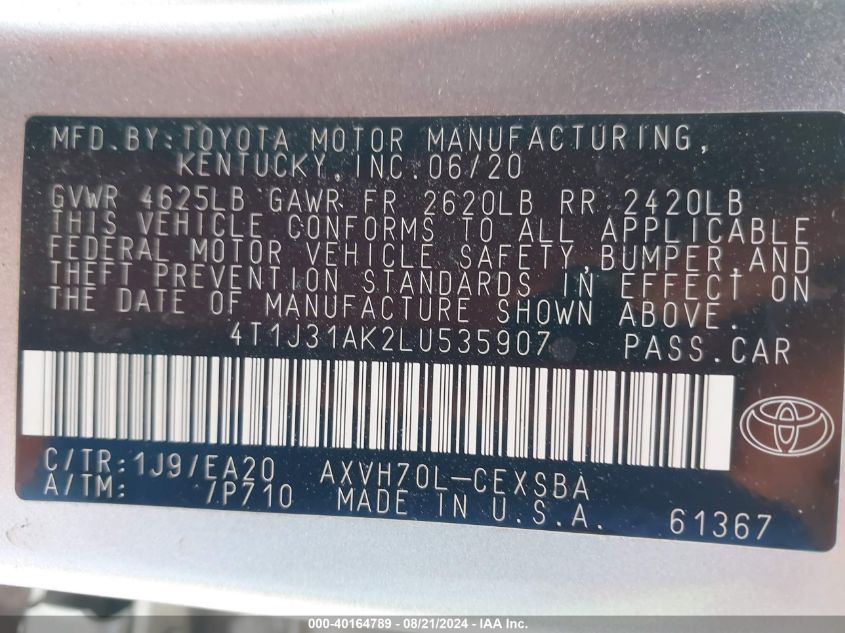 MFD.BY:TOYOTA MOTOR MANUFACTURING,
KENTUCKY, INC.06/20
GVWR 4625LB GAWR FR 2620LB RR 2420LB
THIS VEHICLE CONFORMS TO ALL APPLICABLE
FEDERAL MOTOR VEHICLE SAFETY,BUMPER,AND
THEFT PREVENTION STANDARDS IN EFFECT ON
THE DATE OF MANUFACTURE SHOWN ABOVE.
4T1J31AK2LU535907 PASS.CAR
C/TR:1J9/EA20 AXVH70L-CEXSBA
A/TM: /P710 MADE IN U.S.A. 61367
000-40164789 - 08/21/2024 - IAA Inc.